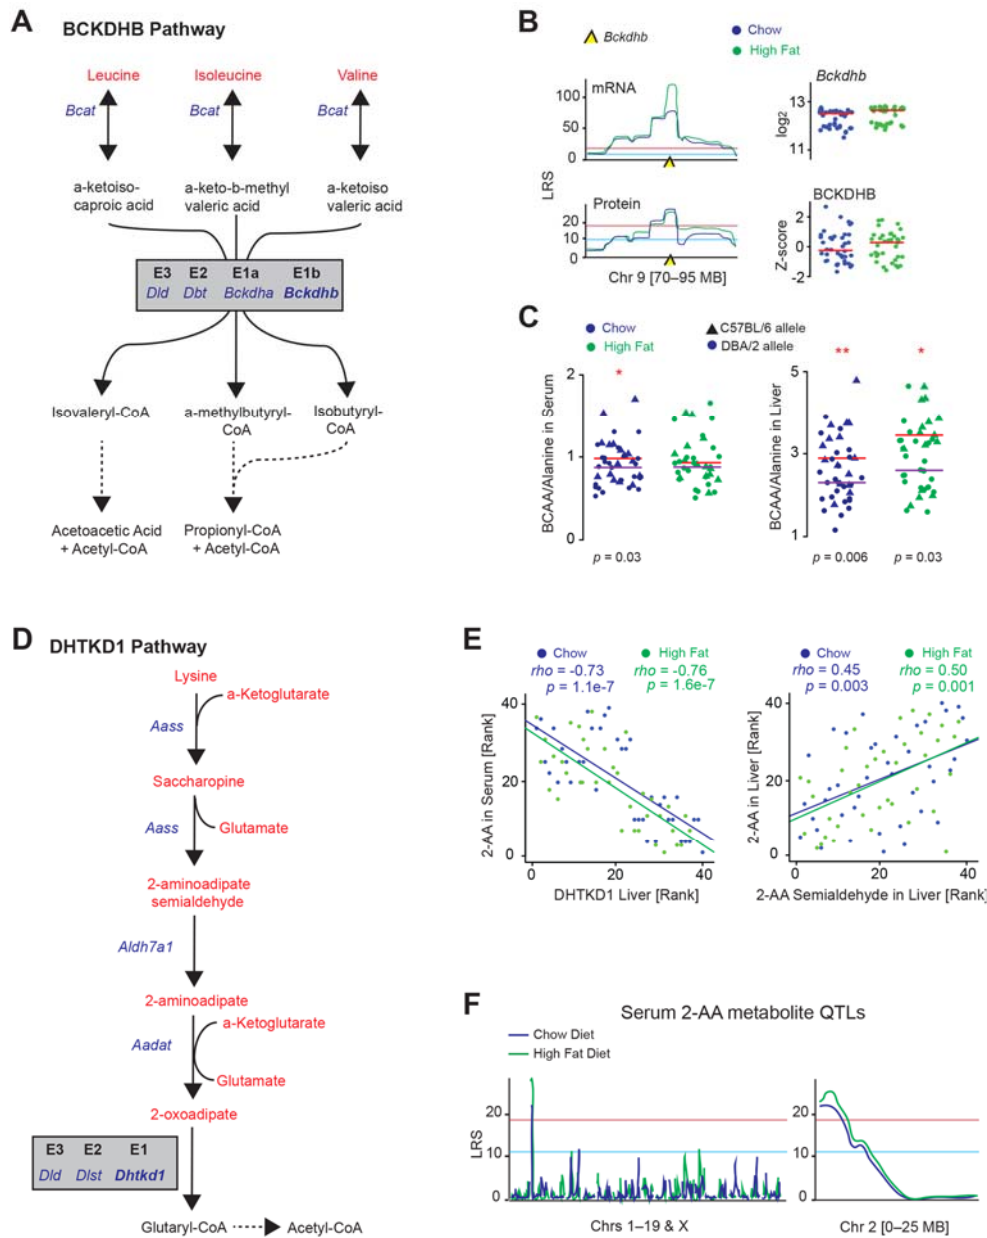 A
BCKDHB Pathway
Leucine Isoleucine Valine
Bcat Bcat Bcat
a-ketoiso-
caproic acid
a-keto-b-methyl
valeric acid
a-ketoiso
valeric acid
E3 E2 E1a E1b
Dld Dbt Bckdha Bckdhb
Isovaleryl-CoA
a-methylbutyryl-
CoA
Isobutyryl-
CoA
Acetoacetic Acid
+ Acetyl-CoA
Propionyl-CoA
+ Acetyl-CoA
B
Bckdhb
Chow
High Fat
mRNA
100
50
0
LRS
Protein
20
10
0
Chr 9 [70–95 MB]
Bckdhb
log2
13
11
BCKDHB
Z-score
2
0
-2
C
Chow
High Fat
C57BL/6 allele
DBA/2 allele
BCAA/Alanine in Serum
2
1
0
*
p = 0.03
BCAA/Alanine in Liver
5
3
1
** *
p = 0.006 p = 0.03
D
DHTKD1 Pathway
Lysine
a-Ketoglutarate
Aass
Saccharopine
Aass
Glutamate
2-aminoadipate
semialdehyde
Aldh7a1
2-aminoadipate
a-Ketoglutarate
Aadat
Glutamate
2-oxoadipate
E3 E2 E1
Dld Dlst Dhtkd1
Glutaryl-CoA Acetyl-CoA
E
Chow High Fat
rho = -0.73 rho = -0.76
p = 1.1e-7 p = 1.6e-7
2-AA in Serum [Rank]
40
20
0
0 20 40
DHTKD1 Liver [Rank]
Chow High Fat
rho = 0.45 rho = 0.50
p = 0.003 p = 0.001
2-AA in Liver [Rank]
40
20
0
0 20 40
2-AA Semialdehyde in Liver [Rank]
F
Serum 2-AA metabolite QTLs
Chow Diet
High Fat Diet
LRS
20
10
0
Chrs 1–19 & X
20
10
0
Chr 2 [0–25 MB]